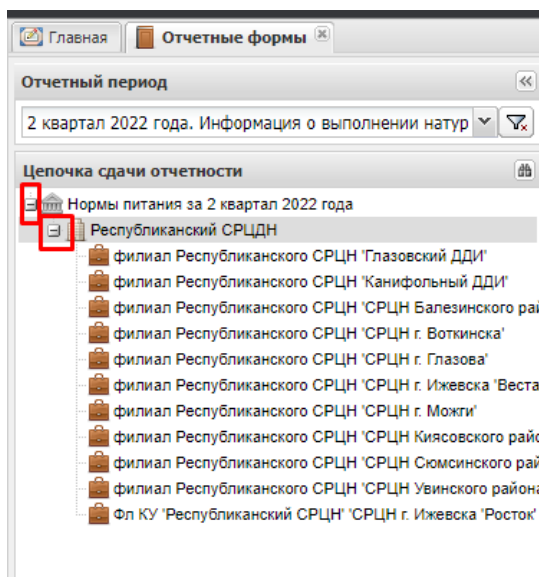 Главная
Отчетные формы
Отчетный период
2 квартал 2022 года. Информация о выполнении натур
Цепочка сдачи отчетности
Нормы питания за 2 квартал 2022 года
Республиканский СРЦДН
филиал Республиканского СРЦН 'Глазовский ДДИ'
филиал Республиканского СРЦН 'Канифольный ДДИ'
филиал Республиканского СРЦН 'СРЦН Балезинского рай
филиал Республиканского СРЦН 'СРЦН г. Воткинска'
филиал Республиканского СРЦН 'СРЦН г. Глазова'
филиал Республиканского СРЦН 'СРЦН г. Ижевска 'Веста
филиал Республиканского СРЦН 'СРЦН г. Можги'
филиал Республиканского СРЦН 'СРЦН Киясовского райо
филиал Республиканского СРЦН 'СРЦН Сюмсинского рай
филиал Республиканского СРЦН 'СРЦН Увинского района
Фл КУ 'Республиканский СРЦН' 'СРЦН г. Ижевска 'Росток'